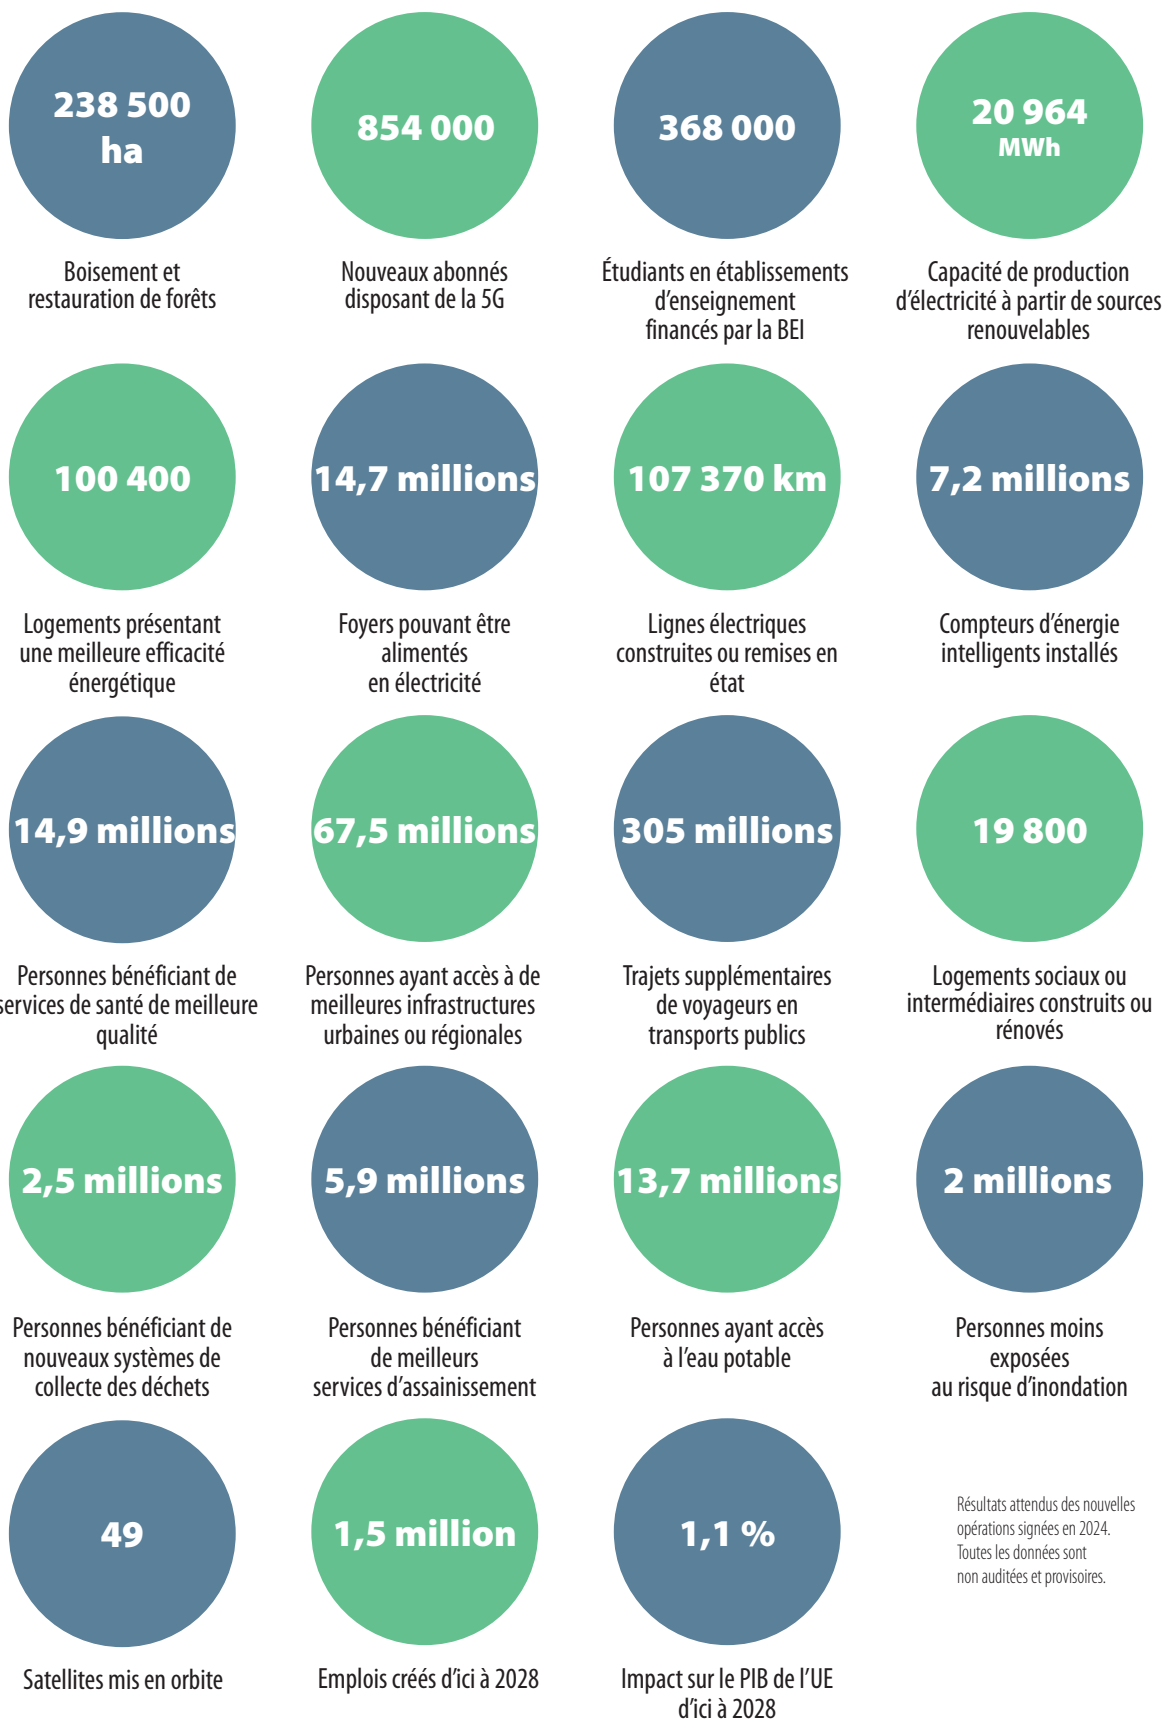 238 500
ha
Boisement et
restauration de forêts
854 000
Nouveaux abonnés
disposant de la 5G
368 000
Étudiants en établissements
d’enseignement
financés par la BEI
20 964
MWh
Capacité de production
d’électricité à partir de sources
renouvelables
100 400
Logements présentant
une meilleure efficacité
énergétique
14,7 millions
Foyers pouvant être
alimentés
en électricité
107 370 km
Lignes électriques
construites ou remises en
état
7,2 millions
Compteurs d’énergie
intelligents installés
14,9 millions
Personnes bénéficiant de
services de santé de meilleure
qualité
67,5 millions
Personnes ayant accès à de
meilleures infrastructures
urbaines ou régionales
305 millions
Trajets supplémentaires
de voyageurs en
transports publics
19 800
Logements sociaux ou
intermédiaires construits ou
rénovés
2,5 millions
Personnes bénéficiant de
nouveaux systèmes de
collecte des déchets
5,9 millions
Personnes bénéficiant
de meilleurs
services d’assainissement
13,7 millions
Personnes ayant accès
à l’eau potable
2 millions
Personnes moins
exposées
au risque d’inondation
49
Satellites mis en orbite
1,5 million
Emplois créés d’ici à 2028
1,1 %
Impact sur le PIB de l’UE
d’ici à 2028
Résultats attendus des nouvelles
opérations signées en 2024.
Toutes les données sont
non auditées et provisoires.